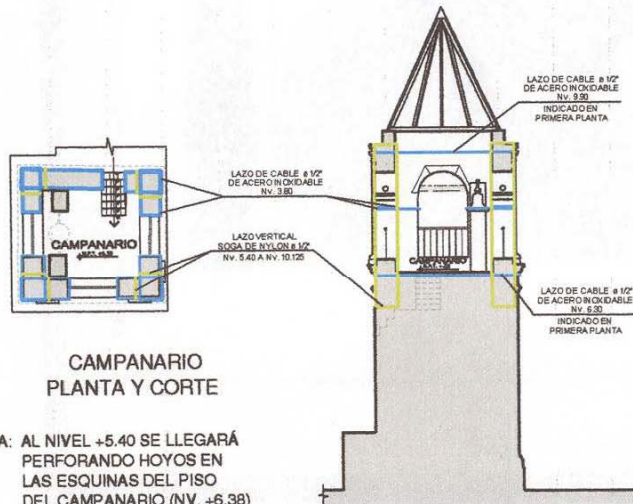 LAZO DE CABLE ø 1/2"
DE ACERO INOXIDABLE
Nv. 9.90
INDICADO EN
PRIMERA PLANTA
LAZO DE CABLE ø 1/2"
DE ACERO INOXIDABLE
Nv. 3.80
CAMPANARIO
LAZO VERTICAL
SOGA DE NYLON ø 1/2"
Nv. 5.40 A Nv. 10.125
CAMPANARIO
LAZO DE CABLE ø 1/2"
DE ACERO INOXIDABLE
Nv. 6.30
INDICADO EN
PRIMERA PLANTA
CAMPANARIO
PLANTA Y CORTE
A: AL NIVEL +5.40 SE LLEGARÁ
PERFORANDO HOYOS EN
LAS ESQUINAS DEL PISO
DEL CAMPANARIO (NV. +6.38)